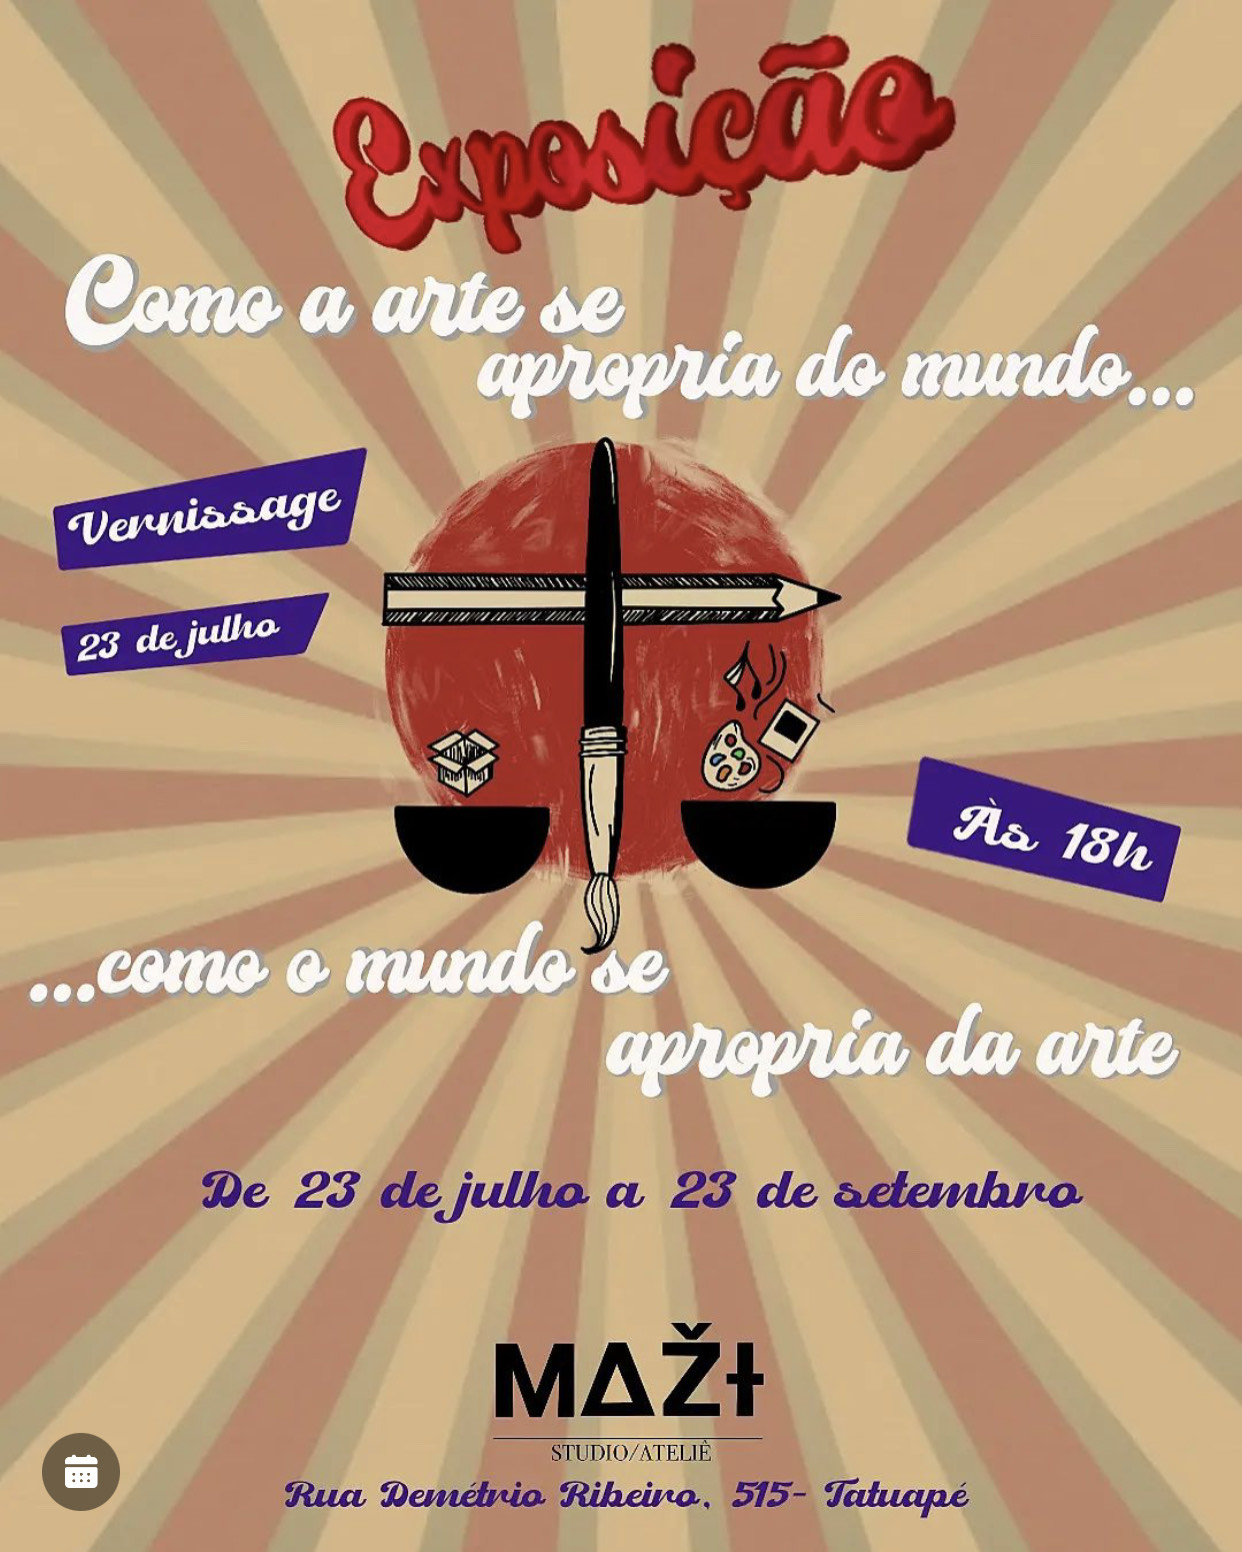 Exposição
Como a arte se
apropria do mundo...
Vernissage
23 de julho
Às 18h
...como o mundo se
apropria da arte
De 23 de julho a 23 de setembro
MAŽI
STUDIO/ATELIÊ
Rua Demétrio Ribeiro, 515- Tatuapé